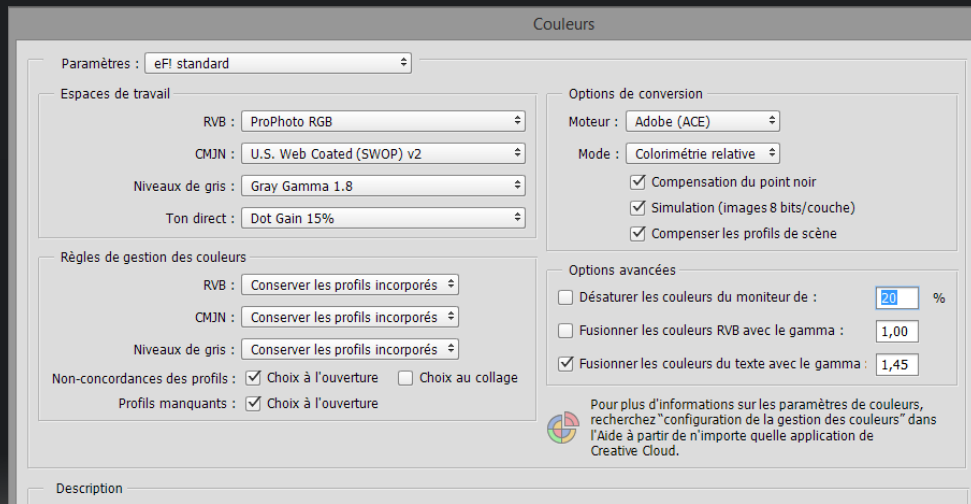 Couleurs
Paramètres : eF! standard
Espaces de travail
RVB : ProPhoto RGB
CMJN : U.S. Web Coated (SWOP) v2
Niveaux de gris : Gray Gamma 1.8
Ton direct : Dot Gain 15%
Règles de gestion des couleurs
RVB : Conserver les profils incorporés
CMJN : Conserver les profils incorporés
Niveaux de gris : Conserver les profils incorporés
Non-concordances des profils : Choix à l'ouverture Choix au collage
Profils manquants : Choix à l'ouverture
Options de conversion
Moteur : Adobe (ACE)
Mode : Colorimétrie relative
Compensation du point noir
Simulation (images 8 bits/couche)
Compenser les profils de scène
Options avancées
Désaturer les couleurs du moniteur de : 20 %
Fusionner les couleurs RVB avec le gamma : 1,00
Fusionner les couleurs du texte avec le gamma : 1,45
Pour plus d'informations sur les paramètres de couleurs,
recherchez "configuration de la gestion des couleurs" dans
l'Aide à partir de n'importe quelle application de
Creative Cloud.
Description